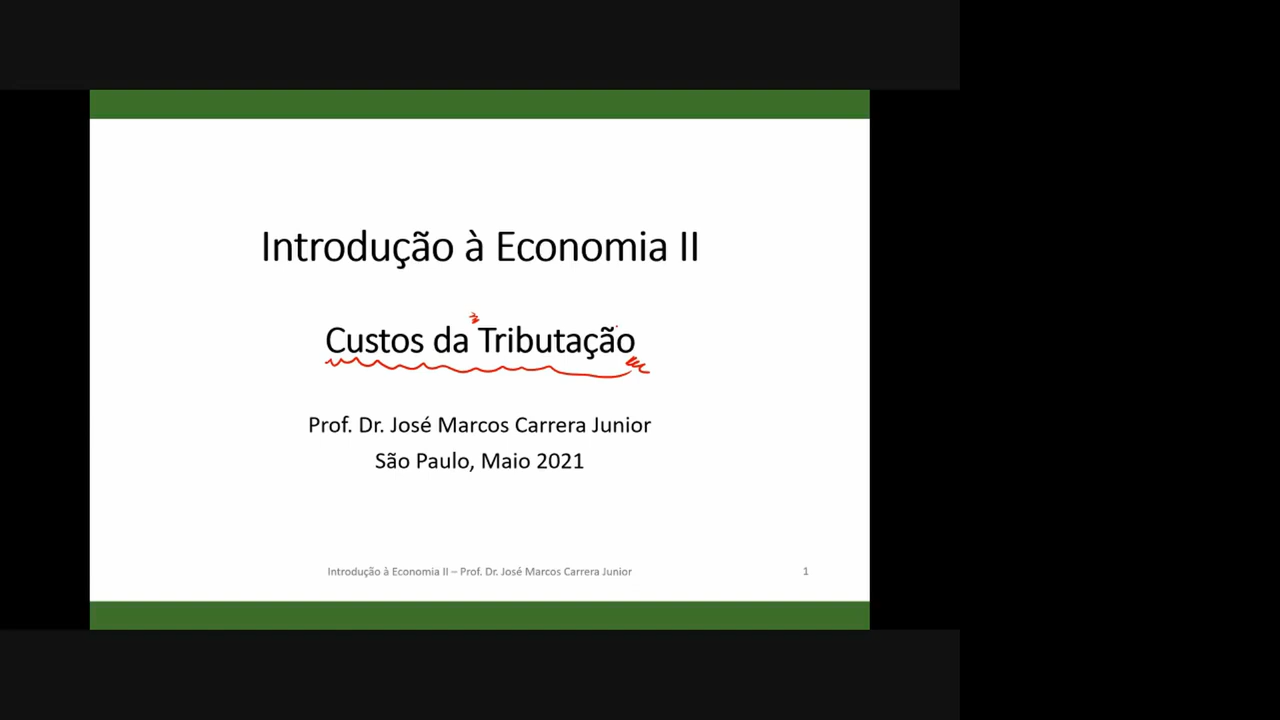 Introdução à Economia II
Custos da Tributação
Prof. Dr. José Marcos Carrera Junior
São Paulo, Maio 2021
Introdução à Economia II – Prof. Dr. José Marcos Carrera Junior
1